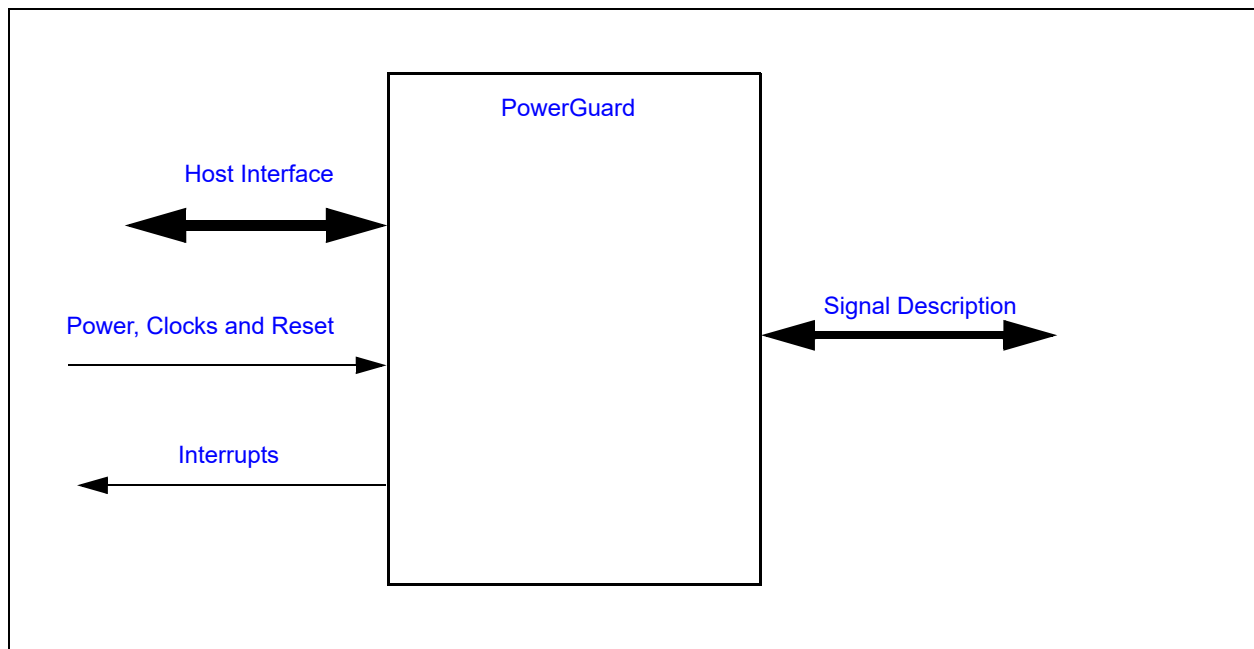 PowerGuard
Host Interface
Signal Description
Power, Clocks and Reset
Interrupts